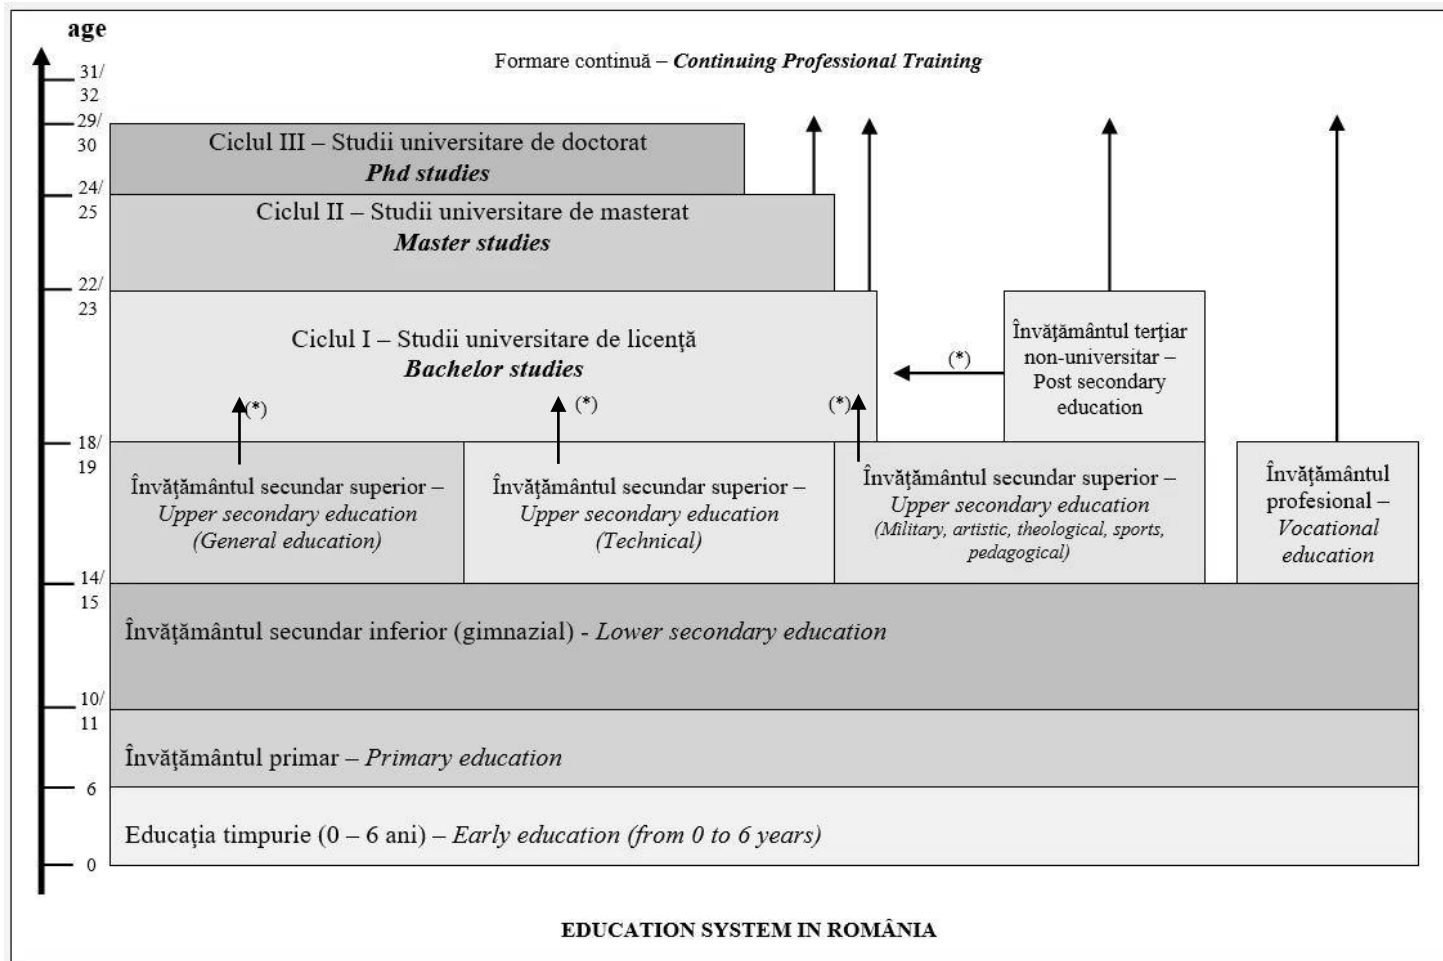 age
31/
32
Formare continuă – Continuing Professional Training
29/
30
Ciclul III – Studii universitare de doctorat
Phd studies
24/
25
Ciclul II – Studii universitare de masterat
Master studies
22/
23
Ciclul I – Studii universitare de licență
Bachelor studies
(*)
Învăţământul terţiar
non-universitar –
Post secondary
education
(*)
(*)
(*)
18/
19
Învăţământul secundar superior –
Upper secondary education
(General education)
Învăţământul secundar superior –
Upper secondary education
(Technical)
Învăţământul secundar superior –
Upper secondary education
(Military, artistic, theological, sports,
pedagogical)
Învăţământul
profesional –
Vocational
education
14/
15
Învăţământul secundar inferior (gimnazial) - Lower secondary education
10/
11
Învăţământul primar – Primary education
6
Educaţia timpurie (0 – 6 ani) – Early education (from 0 to 6 years)
0
EDUCATION SYSTEM IN ROMÂNIA